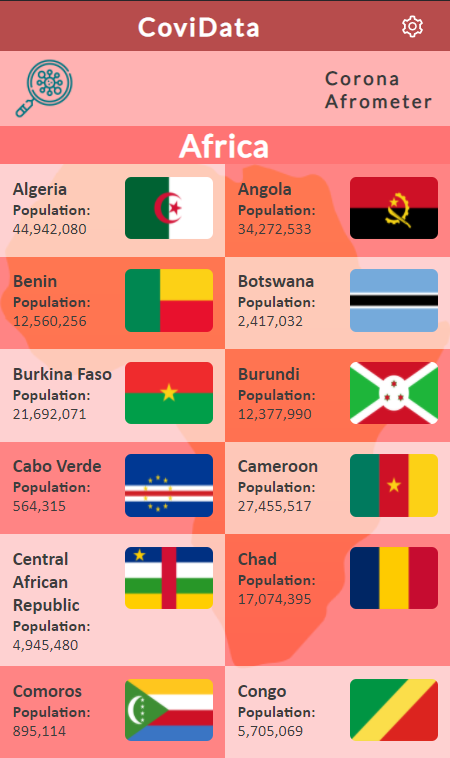 CoviData
Corona
Afrometer
Africa
Algeria
Population:
44,942,080
Angola
Population:
34,272,533
Benin
Population:
12,560,256
Botswana
Population:
2,417,032
Burkina Faso
Population:
21,692,071
Burundi
Population:
12,377,990
Cabo Verde
Population:
564,315
Cameroon
Population:
27,455,517
Central
African
Republic
Population:
4,945,480
Chad
Population:
17,074,395
Comoros
Population:
895,114
Congo
Population:
5,705,069